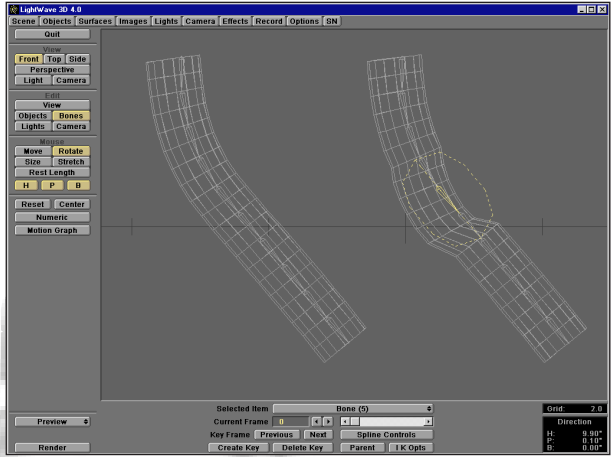 LightWave 3D 4.0
Scene Objects Surfaces Images Lights Camera Effects Record Options SN
Quit
View
Front Top Side
Perspective
Light Camera
Edit
View
Objects Bones
Lights Camera
Mouse
Move Rotate
Size Stretch
Rest Length
H P B
Reset Center
Numeric
Motion Graph
Preview
Render
Selected Item Bone (5)
Current Frame 0
Key Frame Previous Next Spline Controls
Create Key Delete Key Parent I K Opts
Grid: 2.0
Direction
H: 9.90°
P: 0.10°
B: 0.00°